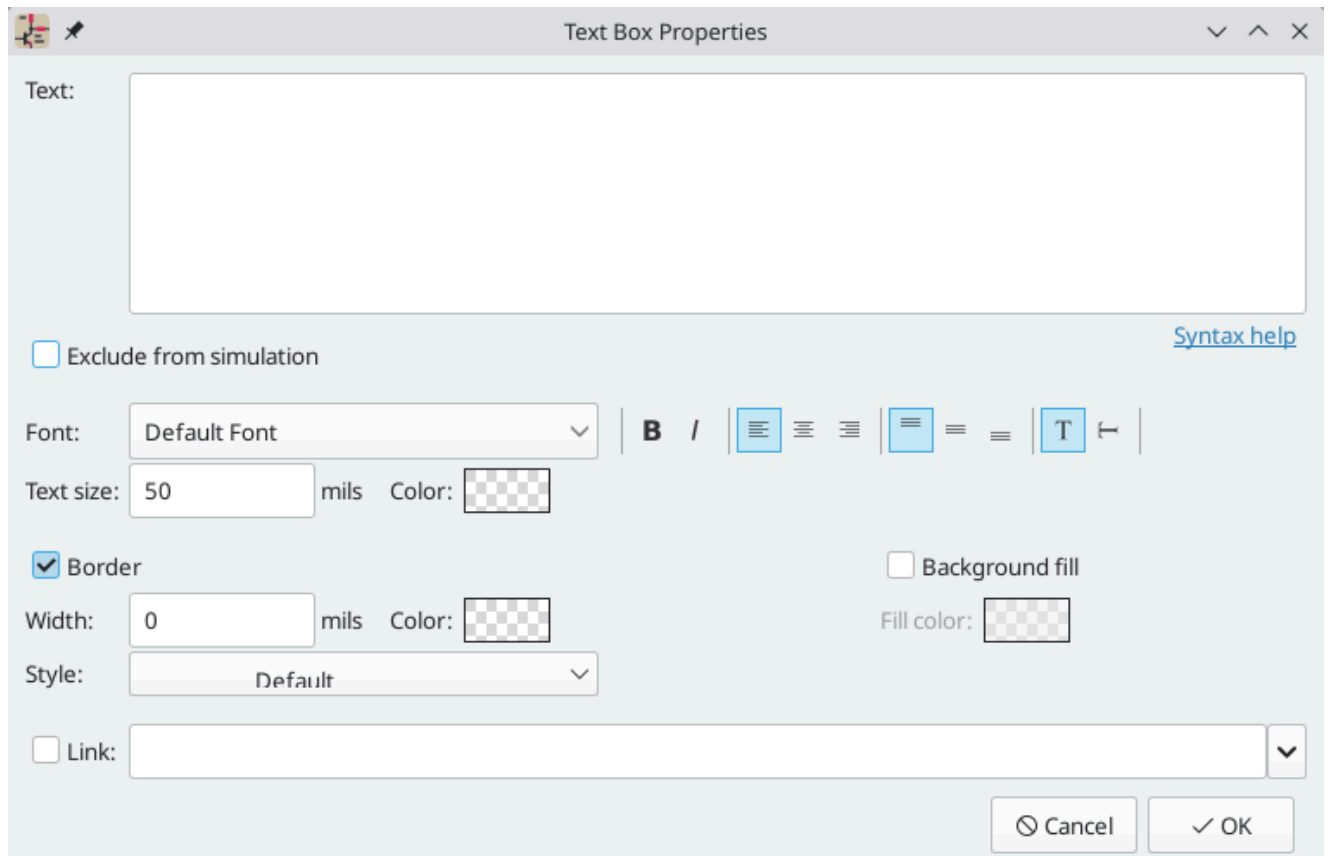 Text Box Properties
Text:
Syntax help
Exclude from simulation
Font: Default Font B I T T
Text size: 50 mils Color:
Border Background fill
Width: 0 mils Color: Fill color:
Style: Default
Link:
Cancel OK